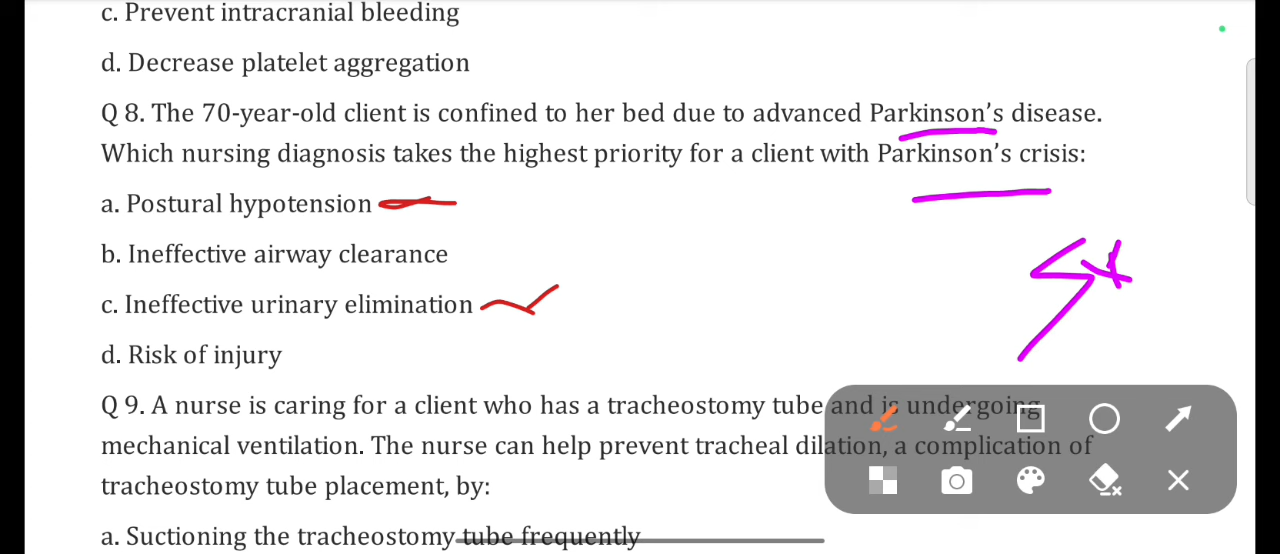 c. Prevent intracranial bleeding
d. Decrease platelet aggregation
Q 8. The 70-year-old client is confined to her bed due to advanced Parkinson's disease.
Which nursing diagnosis takes the highest priority for a client with Parkinson's crisis:
a. Postural hypotension
b. Ineffective airway clearance
c. Ineffective urinary elimination
d. Risk of injury
Q 9. A nurse is caring for a client who has a tracheostomy tube and is undergoing
mechanical ventilation. The nurse can help prevent tracheal dilation, a complication of
tracheostomy tube placement, by:
a. Suctioning the tracheostomy tube frequently